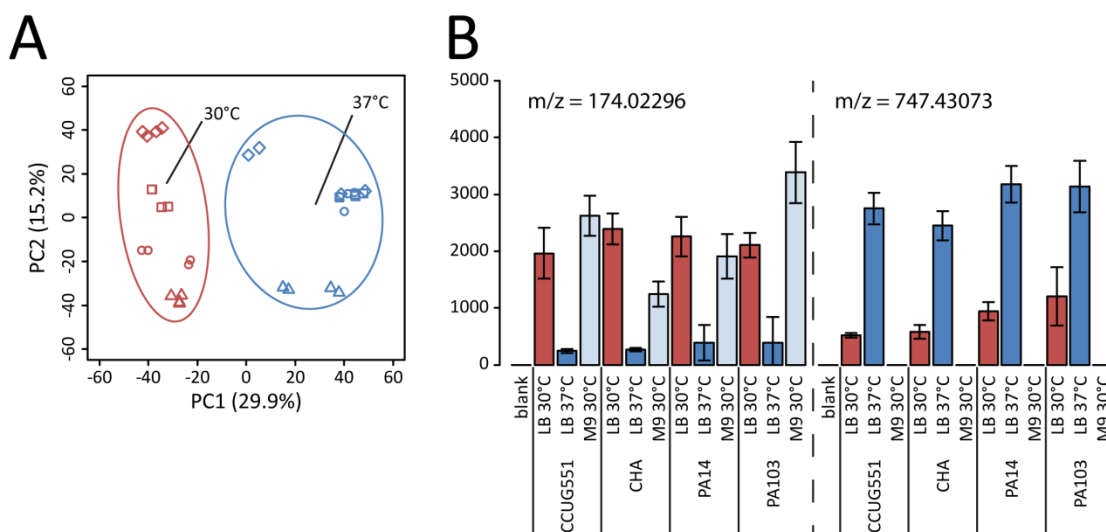 A
60
40
20
0
-20
-40
-60
PC2 (15.2%)
30°C
37°C
-60 -40 -20 0 20 40 60
PC1 (29.9%)
B
5000
4000
3000
2000
1000
0
m/z = 174.02296
m/z = 747.43073
blank
LB 30°C
LB 37°C
M9 30°C
LB 30°C
LB 37°C
M9 30°C
LB 30°C
LB 37°C
M9 30°C
LB 30°C
LB 37°C
M9 30°C
CCUG551
CHA
PA14
PA103
blank
LB 30°C
LB 37°C
M9 30°C
LB 30°C
LB 37°C
M9 30°C
LB 30°C
LB 37°C
M9 30°C
LB 30°C
LB 37°C
M9 30°C
CCUG551
CHA
PA14
PA103